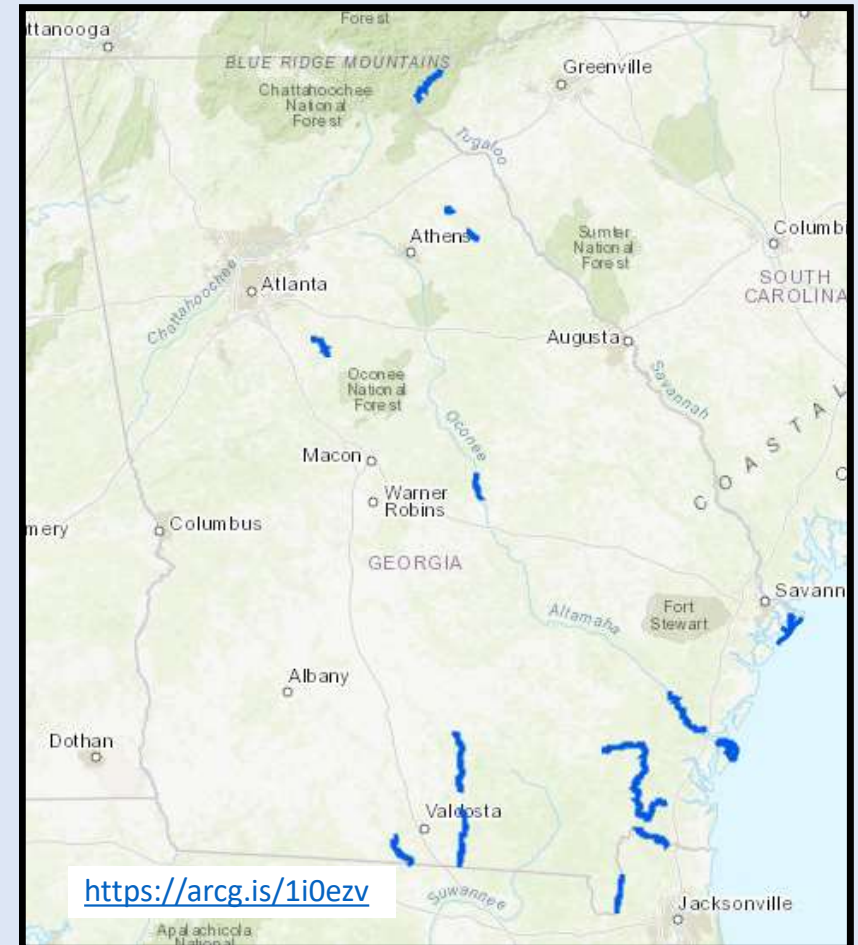 Forest
ttanooga
BLUE RIDGE MOUNTAINS
Greenville
Chattahoochee
National
Forest
Tugaloo
Athens
Sumter
National
Forest
Columb
SOUTH
CAROLINA
Atlanta
Chattahoochee
Augusta
Savannah
Oconee
National
Forest
Oconee
COASTAL
Macon
Warner
Robins
mery
Columbus
GEORGIA
Savann
Fort
Stewart
Altamaha
Albany
Dothan
Valdosta
https://arcg.is/1i0ezv
Suwannee
Jacksonville
Apalachicola
National